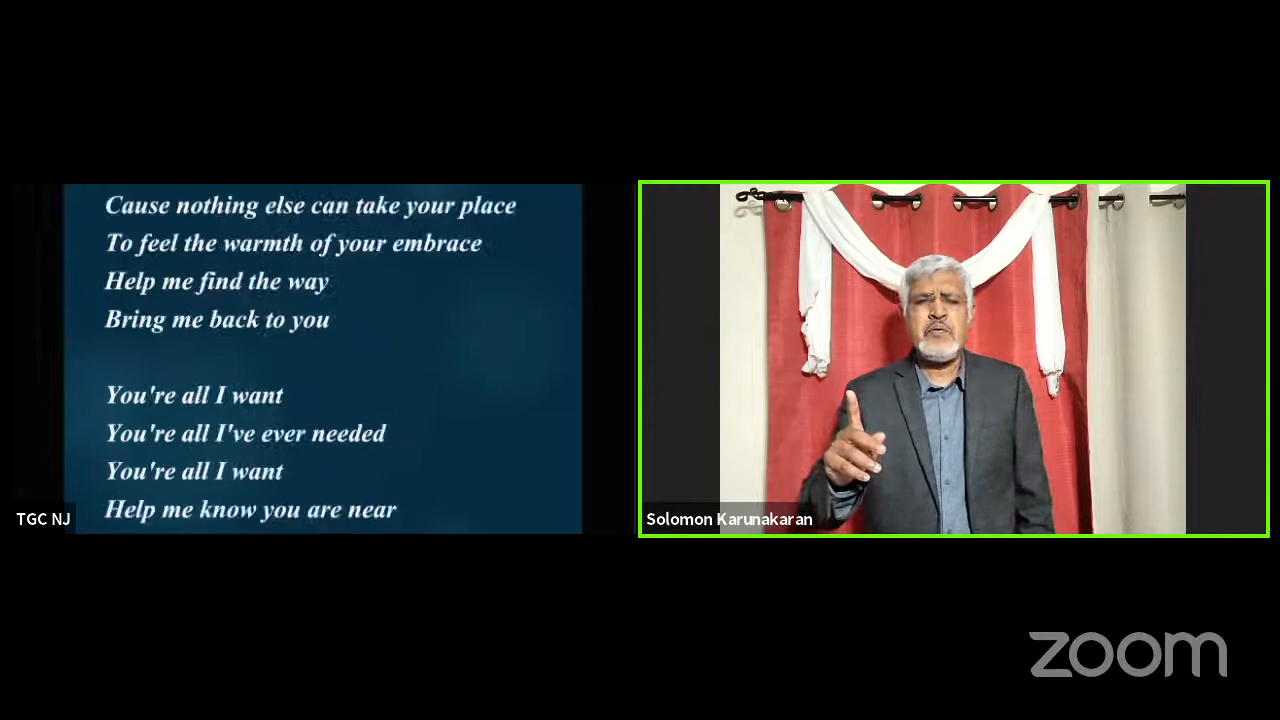 Cause nothing else can take your place
To feel the warmth of your embrace
Help me find the way
Bring me back to you
You're all I want
You're all I've ever needed
You're all I want
Help me know you are near
TGC NJ
Solomon Karunakaran
zoom